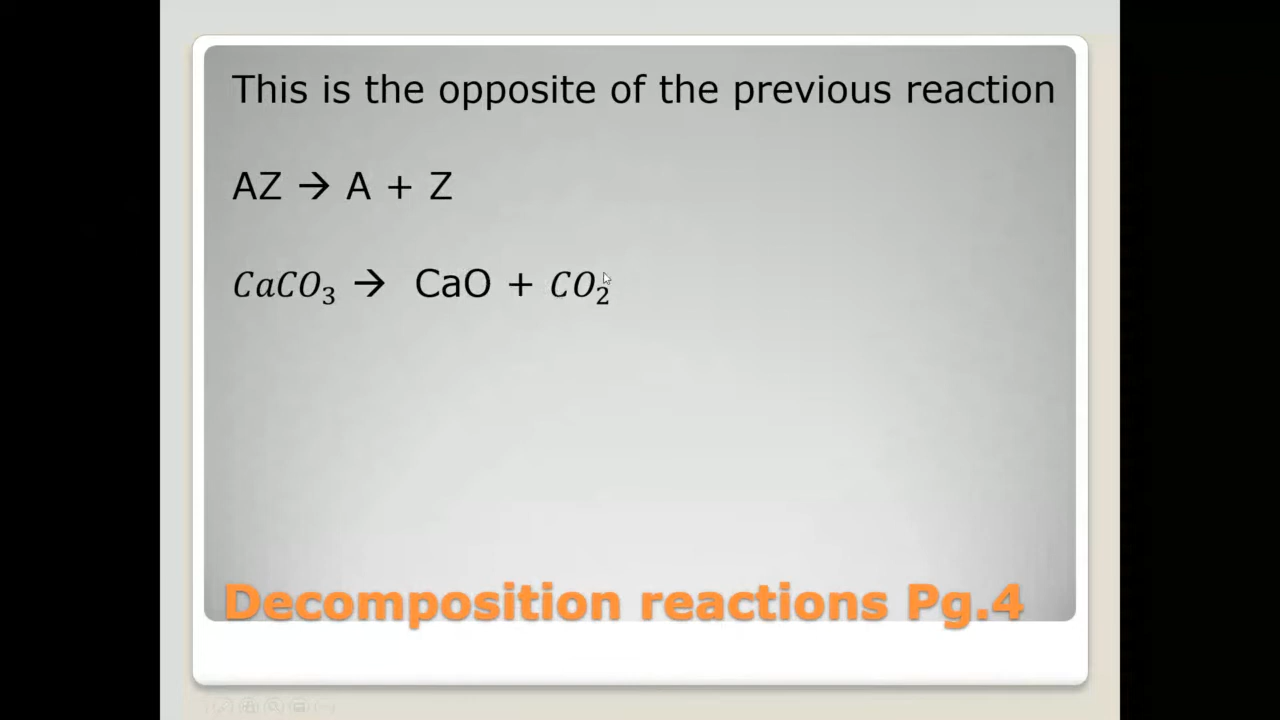 This is the opposite of the previous reaction
AZ → A + Z
𝐶𝑎𝐶𝑂₃ → CaO + 𝐶𝑂₂
Decomposition reactions Pg.4